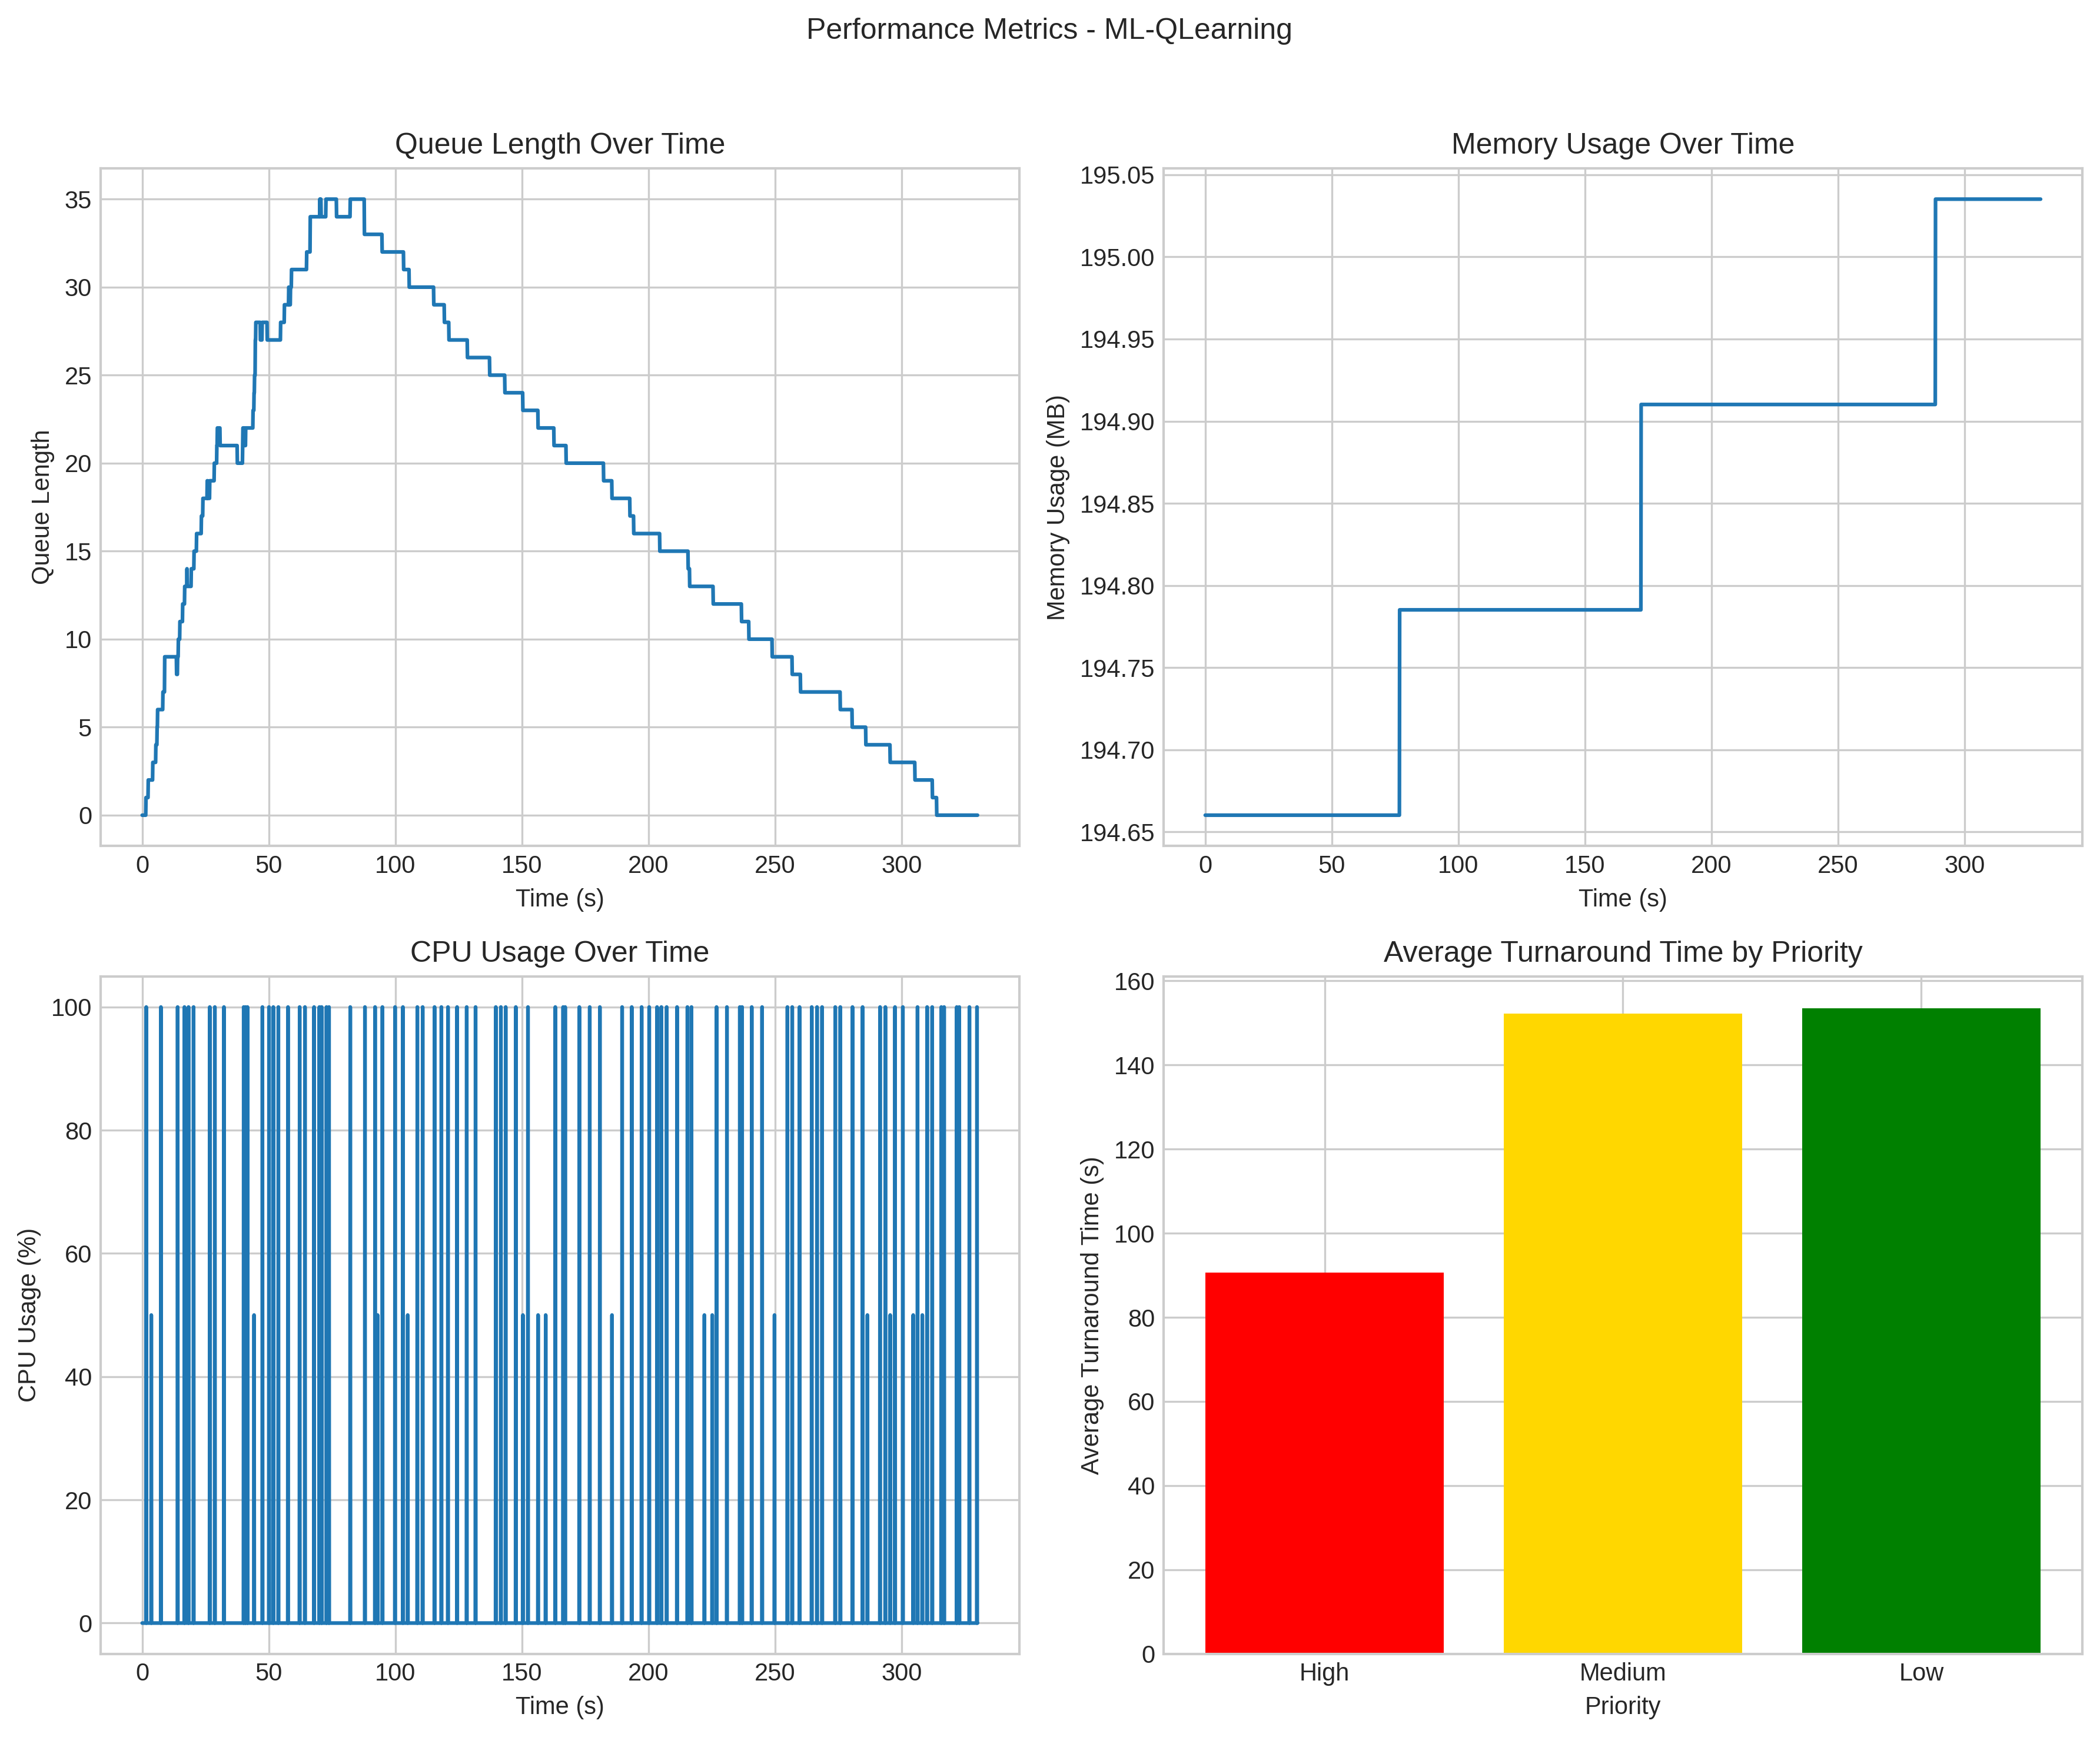 Performance Metrics - ML-QLearning
Queue Length Over Time
Queue Length
35
30
25
20
15
10
5
0
0 50 100 150 200 250 300
Time (s)
Memory Usage Over Time
Memory Usage (MB)
195.05
195.00
194.95
194.90
194.85
194.80
194.75
194.70
194.65
0 50 100 150 200 250 300
Time (s)
CPU Usage Over Time
CPU Usage (%)
100
80
60
40
20
0
0 50 100 150 200 250 300
Time (s)
Average Turnaround Time by Priority
Average Turnaround Time (s)
160
140
120
100
80
60
40
20
0
High Medium Low
Priority